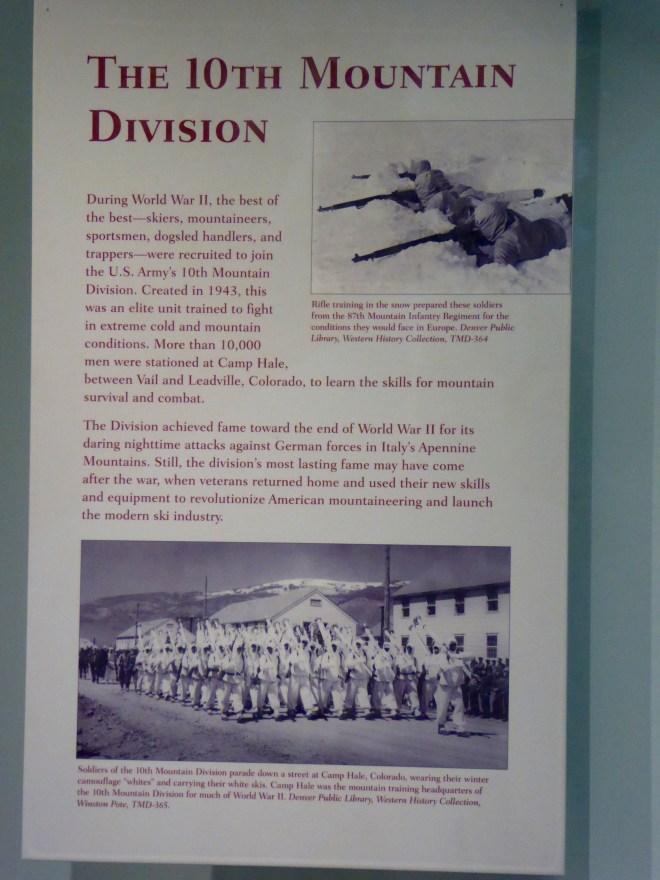 THE 10TH MOUNTAIN
DIVISION
During World War II, the best of
the best—skiers, mountaineers,
sportsmen, dogsled handlers, and
trappers—were recruited to join
the U.S. Army's 10th Mountain
Division. Created in 1943, this
was an elite unit trained to fight
in extreme cold and mountain
conditions. More than 10,000
men were stationed at Camp Hale,
between Vail and Leadville, Colorado, to learn the skills for mountain
survival and combat.
Rifle training in the snow prepared these soldiers
from the 87th Mountain Infantry Regiment for the
conditions they would face in Europe. Denver Public
Library, Western History Collection, TMD-364
The Division achieved fame toward the end of World War II for its
daring nighttime attacks against German forces in Italy's Apennine
Mountains. Still, the division's most lasting fame may have come
after the war, when veterans returned home and used their new skills
and equipment to revolutionize American mountaineering and launch
the modern ski industry.
Soldiers of the 10th Mountain Division parade down a street at Camp Hale, Colorado, wearing their winter
camouflage "whites" and carrying their white skis. Camp Hale was the mountain training headquarters of
the 10th Mountain Division for much of World War II. Denver Public Library, Western History Collection,
Winston Pote, TMD-365.